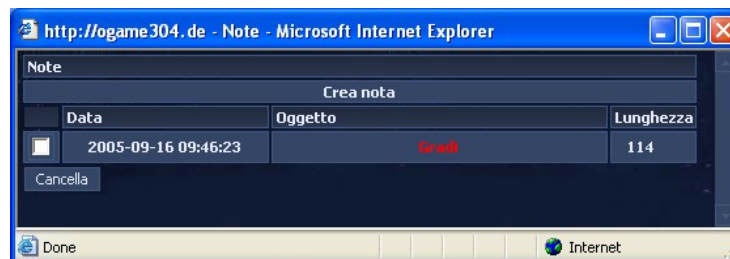 http://ogame304.de - Note - Microsoft Internet Explorer
Note
Crea nota
Data Oggetto Lunghezza
2005-09-16 09:46:23 Gradi 114
Cancella
Done Internet